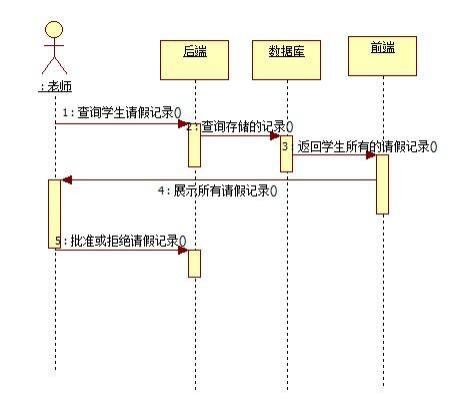 后端
数据库
前端
:老师
1:查询学生请假记录()
2:查询存储的记录()
3:返回学生所有的请假记录()
4:展示所有请假记录()
5:批准或拒绝请假记录()